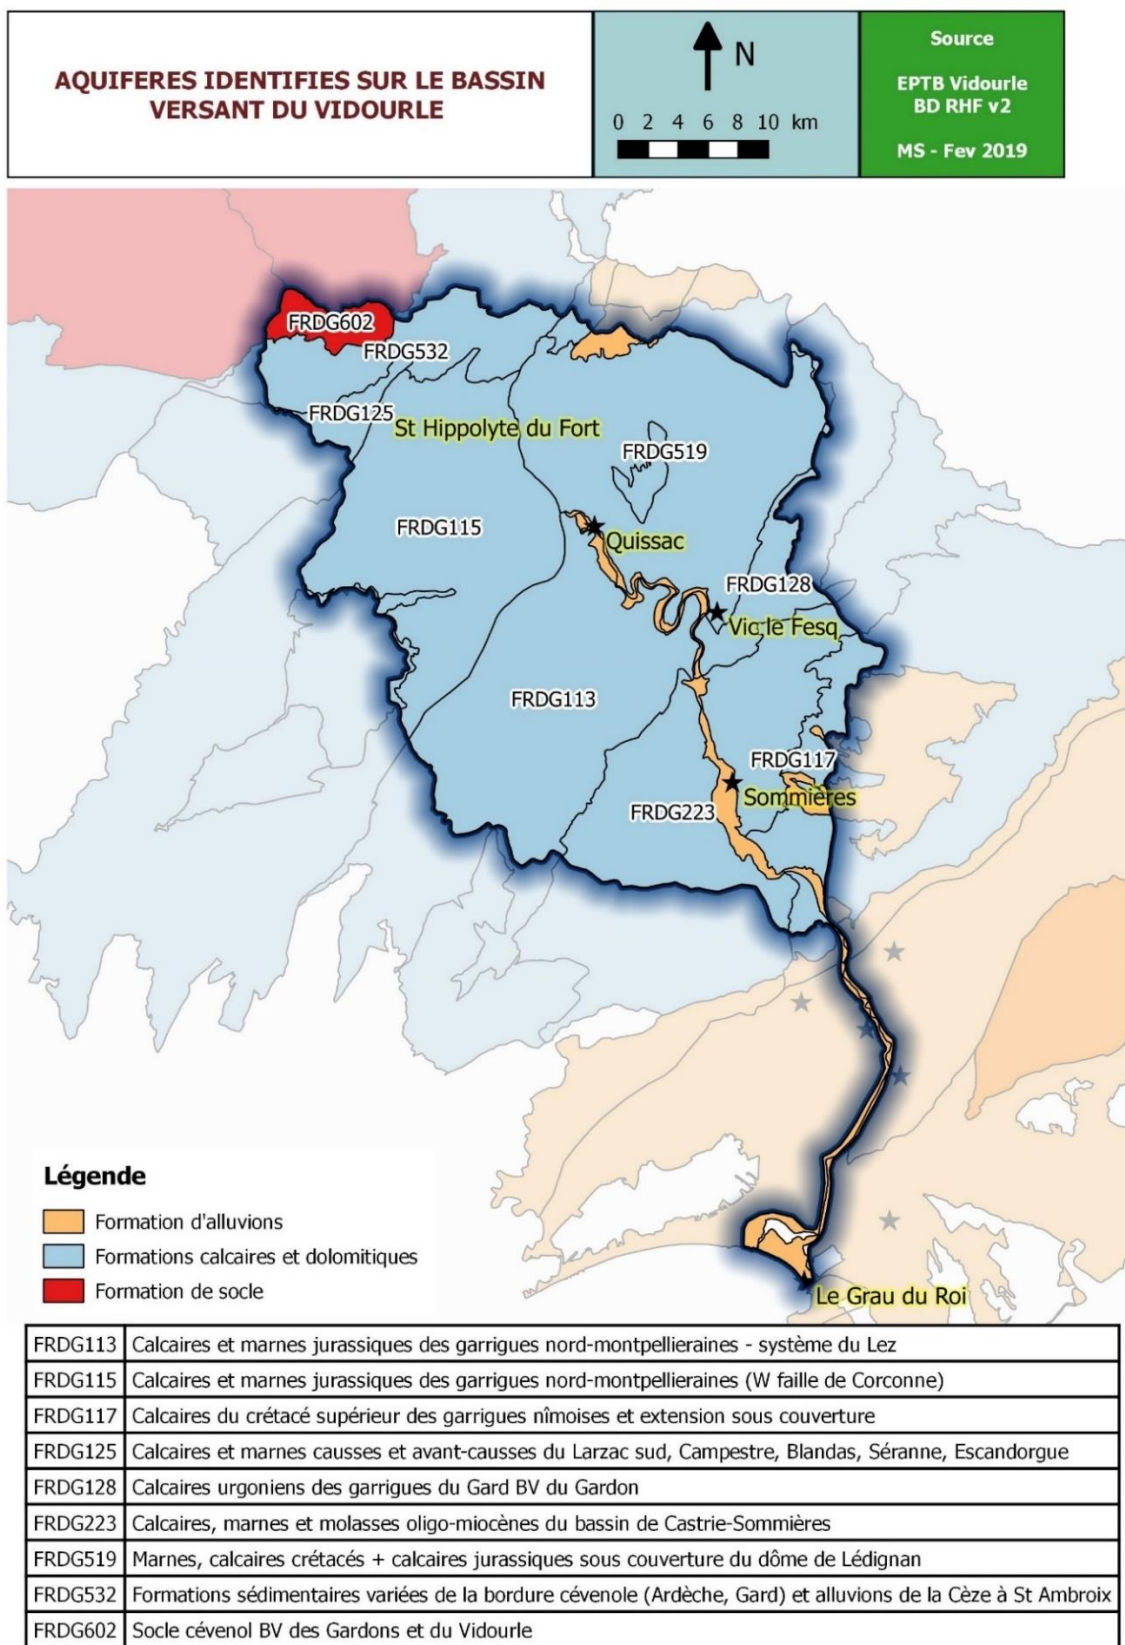 AQUIFERES IDENTIFIES SUR LE BASSIN
VERSANT DU VIDOURLE
N
0 2 4 6 8 10 km
Source
EPTB Vidourle
BD RHF v2
MS - Fev 2019
FRDG602
FRDG532
FRDG125
St Hippolyte du Fort
FRDG519
FRDG115
Quissac
FRDG128
Vic le Fesq
FRDG113
FRDG117
Sommières
FRDG223
Légende
Formation d'alluvions
Formations calcaires et dolomitiques
Formation de socle
Le Grau du Roi
FRDG113 Calcaires et marnes jurassiques des garrigues nord-montpellieraines - système du Lez
FRDG115 Calcaires et marnes jurassiques des garrigues nord-montpellieraines (W faille de Corconne)
FRDG117 Calcaires du crétacé supérieur des garrigues nîmoises et extension sous couverture
FRDG125 Calcaires et marnes causses et avant-causses du Larzac sud, Campestre, Blandas, Séranne, Escandorgue
FRDG128 Calcaires urgoniens des garrigues du Gard BV du Gardon
FRDG223 Calcaires, marnes et molasses oligo-miocènes du bassin de Castrie-Sommières
FRDG519 Marnes, calcaires crétacés + calcaires jurassiques sous couverture du dôme de Lédignan
FRDG532 Formations sédimentaires variées de la bordure cévenole (Ardèche, Gard) et alluvions de la Cèze à St Ambroix
FRDG602 Socle cévenol BV des Gardons et du Vidourle